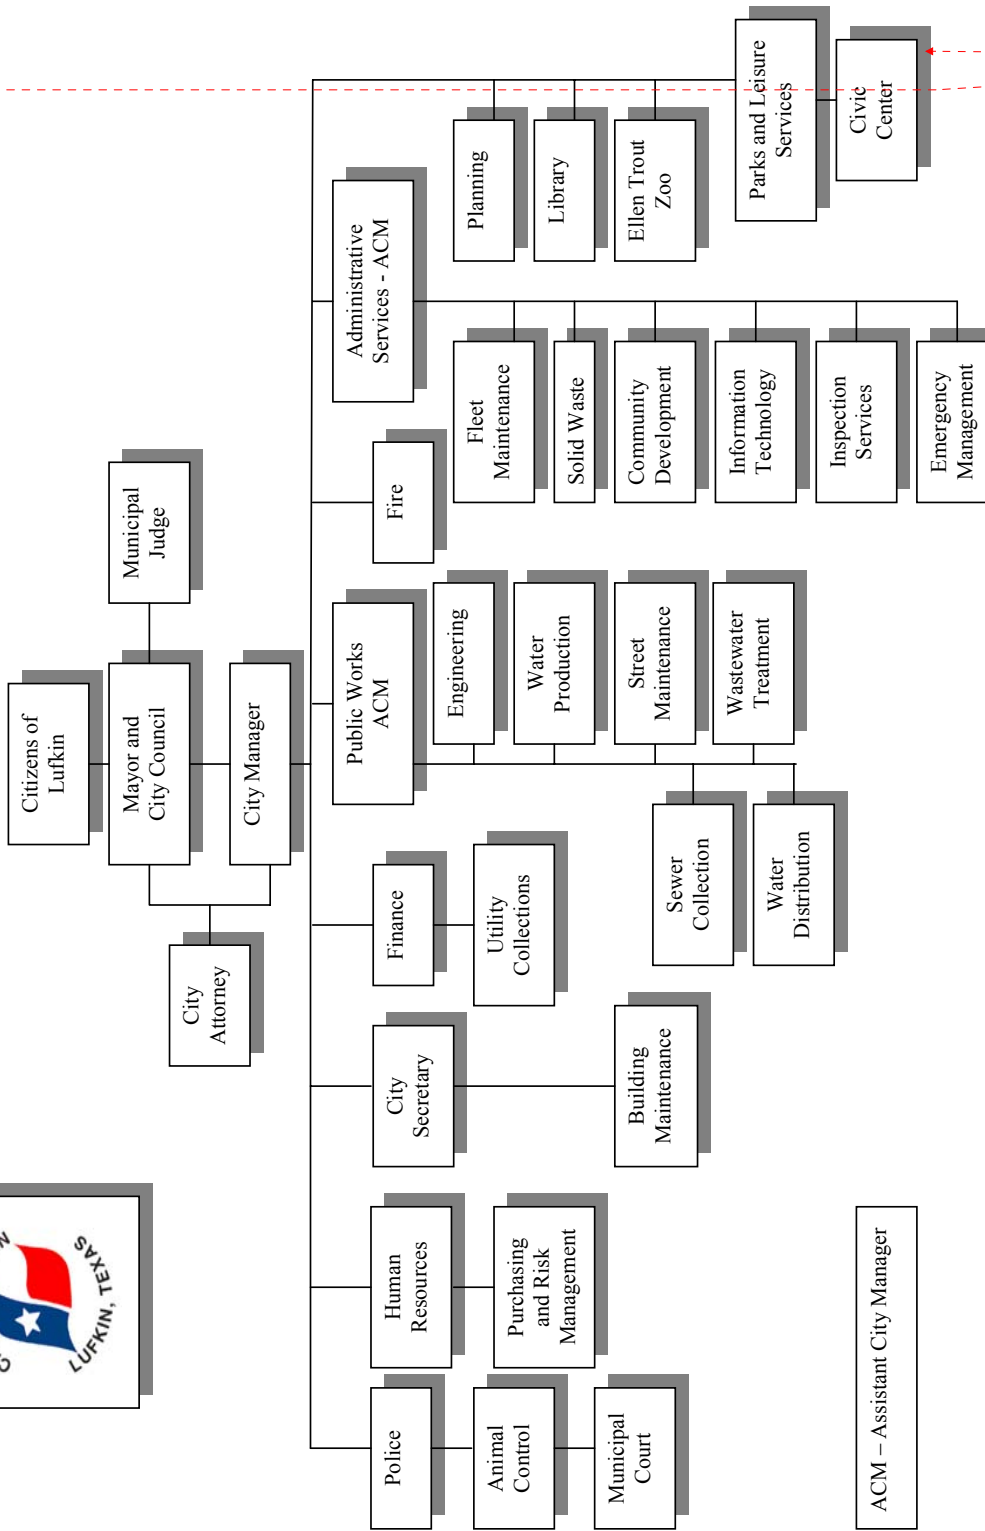 LUFKIN, TEXAS
Citizens of
Lufkin
Mayor and
City Council
Municipal
Judge
City
Attorney
City Manager
Police
Animal
Control
Municipal
Court
Human
Resources
Purchasing
and Risk
Management
City
Secretary
Building
Maintenance
Finance
Utility
Collections
Public Works
ACM
Engineering
Water
Production
Street
Maintenance
Wastewater
Treatment
Sewer
Collection
Water
Distribution
Fire
Administrative
Services - ACM
Fleet
Maintenance
Solid Waste
Community
Development
Information
Technology
Inspection
Services
Emergency
Management
Planning
Library
Ellen Trout
Zoo
Parks and Leisure
Services
Civic
Center
ACM – Assistant City Manager